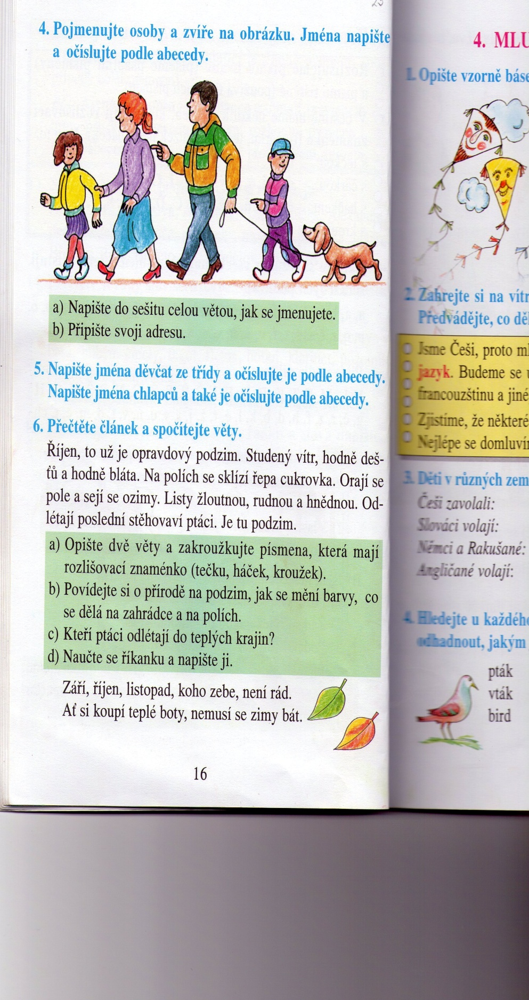 4. Pojmenujte osoby a zvíře na obrázku. Jména napište
a očíslujte podle abecedy.
a) Napište do sešitu celou větou, jak se jmenujete.
b) Připište svoji adresu.
5. Napište jména děvčat ze třídy a očíslujte je podle abecedy.
Napište jména chlapců a také je očíslujte podle abecedy.
6. Přečtěte článek a spočítejte věty.
Říjen, to už je opravdový podzim. Studený vítr, hodně deš-
ťů a hodně bláta. Na polích se sklízí řepa cukrovka. Orají se
pole a sejí se ozimy. Listy žloutnou, rudnou a hnědnou. Od-
létají poslední stěhovaví ptáci. Je tu podzim.
a) Opište dvě věty a zakroužkujte písmena, která mají
rozlišovací znaménko (tečku, háček, kroužek).
b) Povídejte si o přírodě na podzim, jak se mění barvy, co
se dělá na zahrádce a na polích.
c) Kteří ptáci odlétají do teplých krajin?
d) Naučte se říkanku a napište ji.
Září, říjen, listopad, koho zebe, není rád.
Ať si koupí teplé boty, nemusí se zimy bát.
16
4. MLU
1. Opište vzorně báse
2. Zahrejte si na vítr
Předvádějte, co děl
Jsme Češi, proto ml
jazyk. Budeme se u
francouzštinu a jiné
Zjistíme, že některé
Nejlépe se domluvím
3. Děti v různých zem
Češi zavolali:
Slováci volají:
Němci a Rakušané:
Angličané volají:
4. Hledejte u každého
odhadnout, jakým
pták
vták
bird